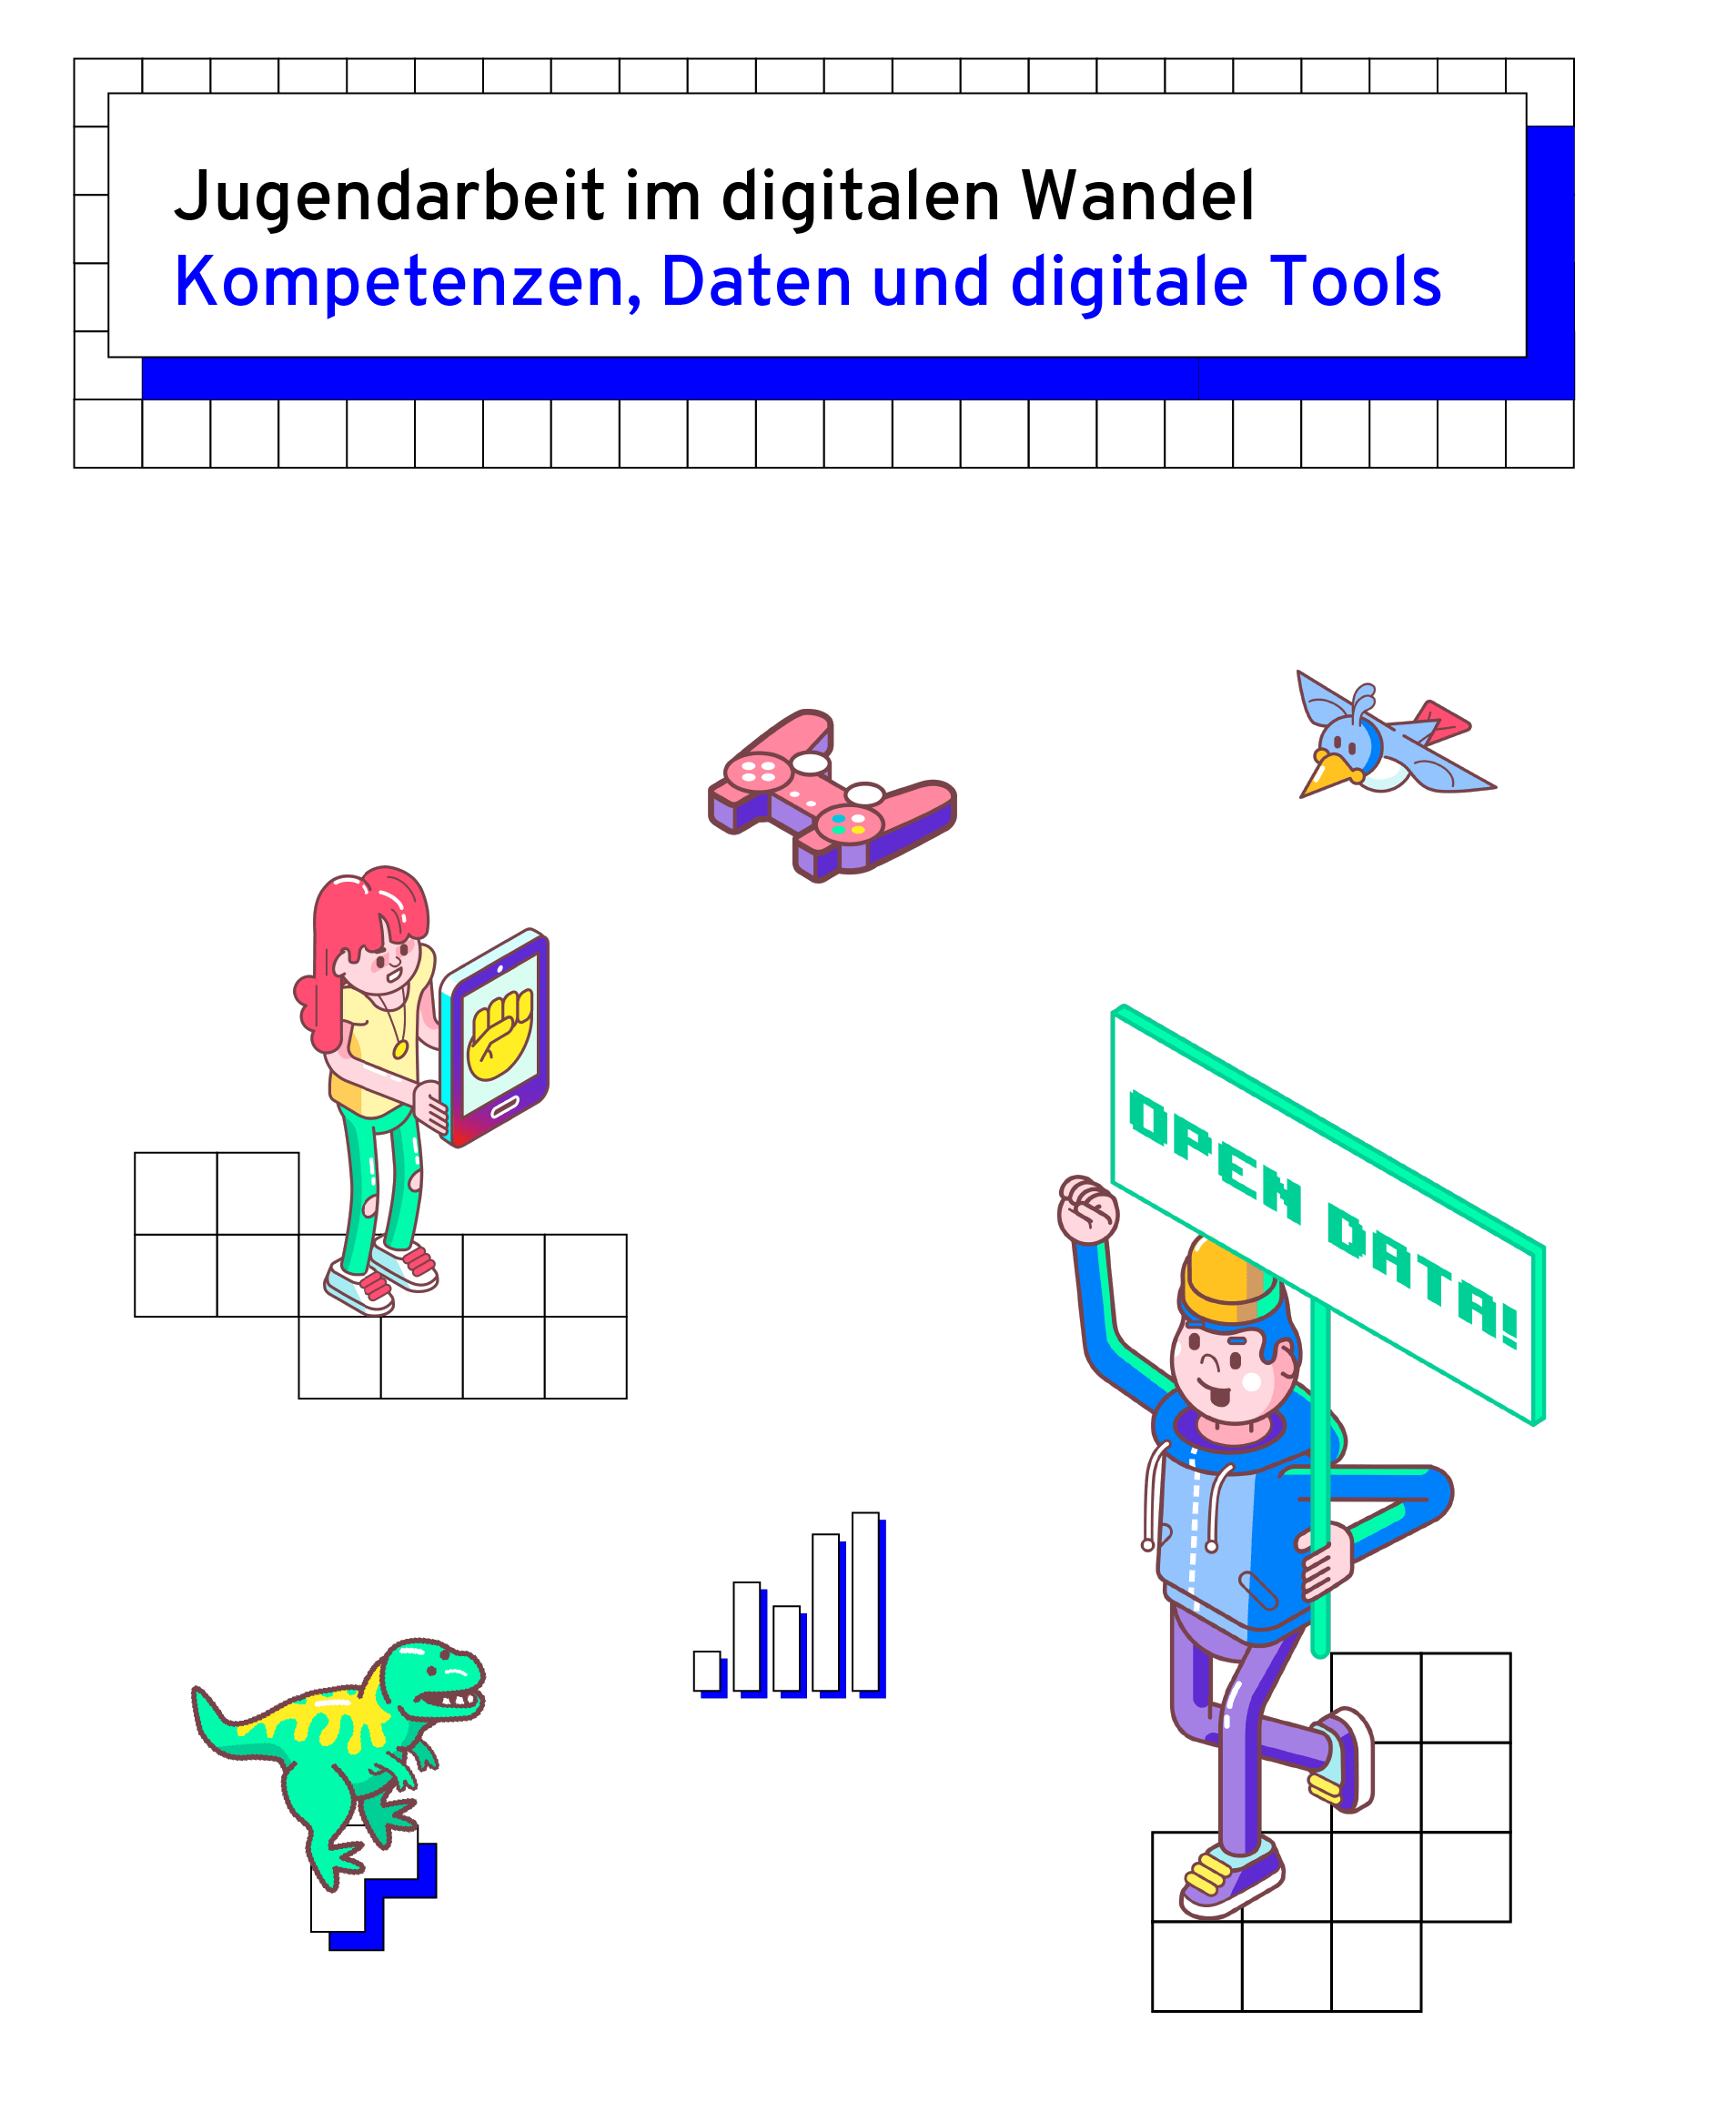 Jugendarbeit im digitalen Wandel
Kompetenzen, Daten und digitale Tools
OPEN DATA!